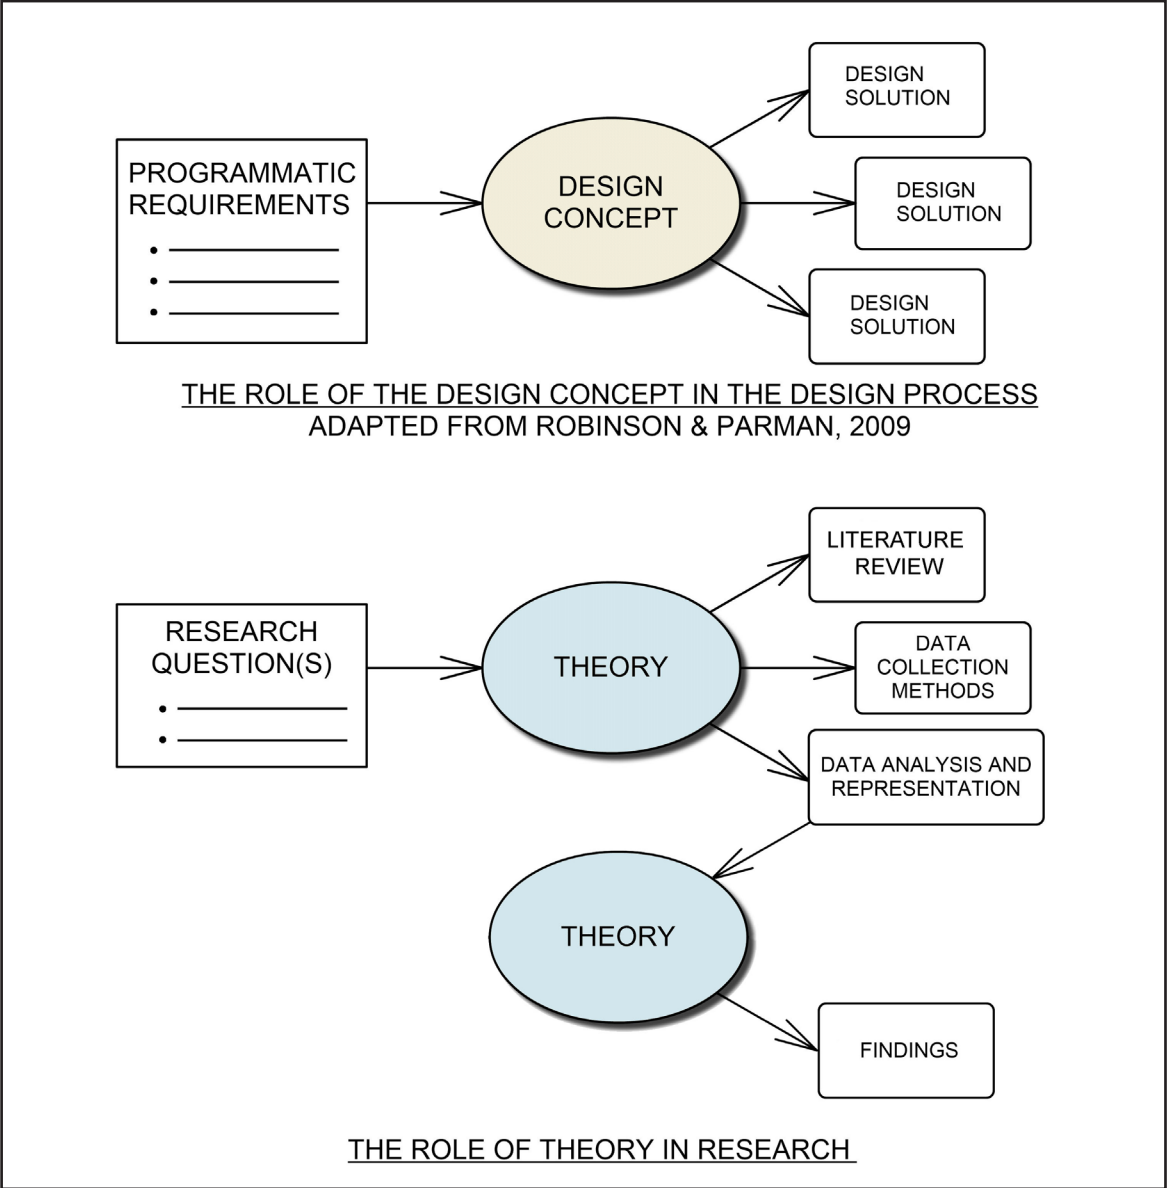 PROGRAMMATIC
REQUIREMENTS
DESIGN
CONCEPT
DESIGN
SOLUTION
DESIGN
SOLUTION
DESIGN
SOLUTION
THE ROLE OF THE DESIGN CONCEPT IN THE DESIGN PROCESS
ADAPTED FROM ROBINSON & PARMAN, 2009
RESEARCH
QUESTION(S)
THEORY
LITERATURE
REVIEW
DATA
COLLECTION
METHODS
DATA ANALYSIS AND
REPRESENTATION
THEORY
FINDINGS
THE ROLE OF THEORY IN RESEARCH